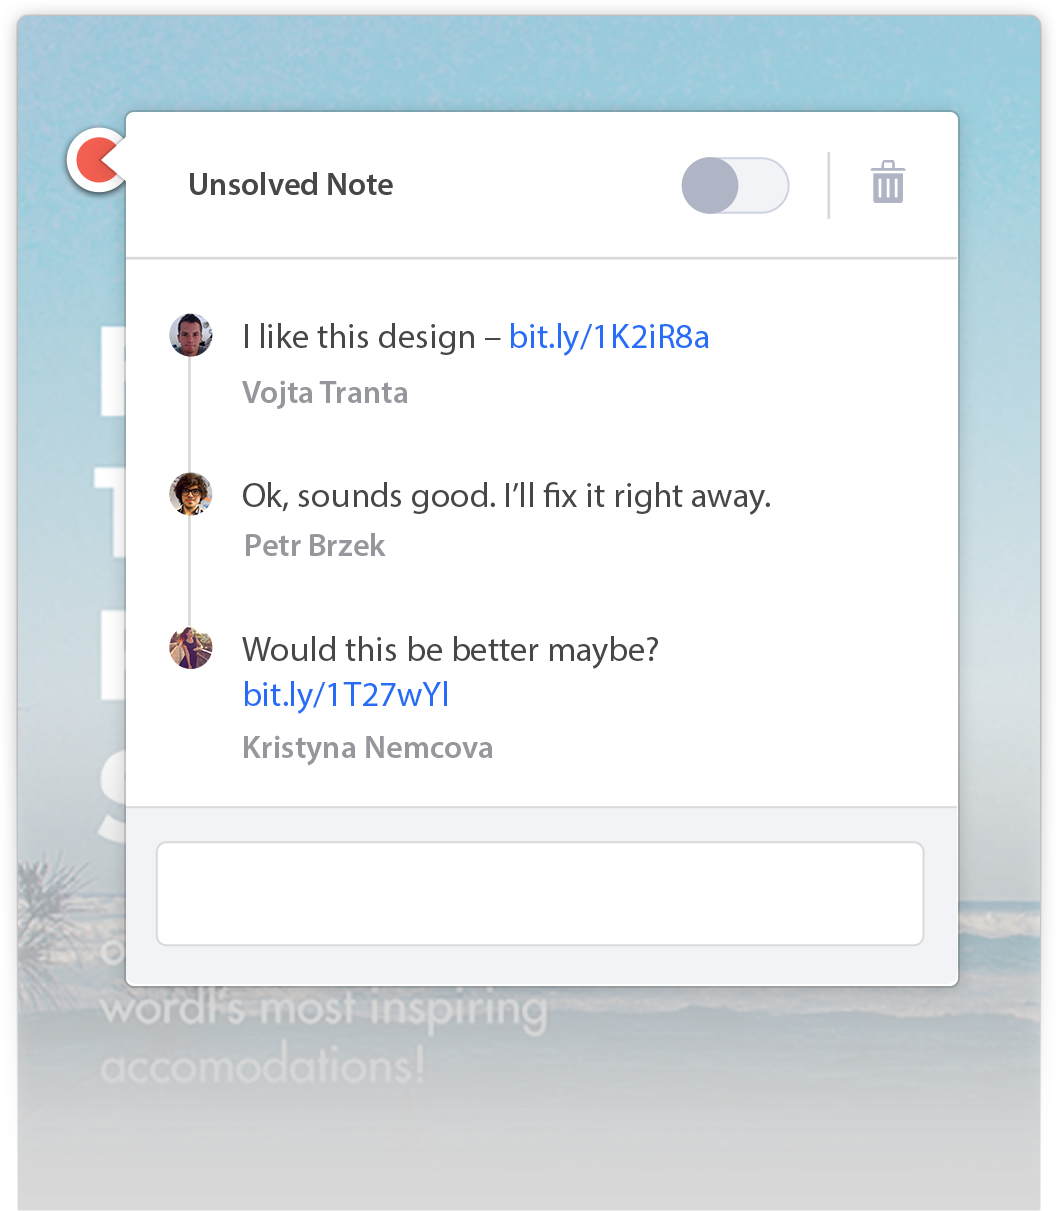 Unsolved Note
I like this design – bit.ly/1K2iR8a
Vojta Tranta
Ok, sounds good. I’ll fix it right away.
Petr Brzek
Would this be better maybe?
bit.ly/1T27wYl
Kristyna Nemcova
wordl's most inspiring
accomodations!